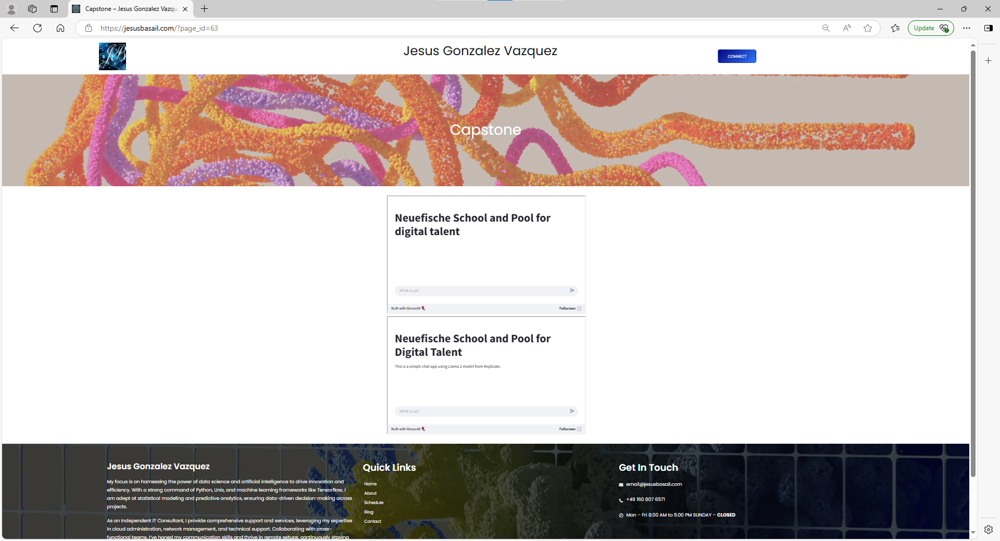 Capstone – Jesus Gonzalez Vazqu
https://jesusbasail.com/?page_id=63
Update
JB
Jesus Gonzalez Vazquez
CONNECT
Capstone
Neuefische School and Pool for
digital talent
What is up?
Built with Streamlit
Fullscreen
Neuefische School and Pool for
Digital Talent
This is a simple chat app using Llama 2 model from Replicate.
What is up?
Built with Streamlit
Fullscreen
Jesus Gonzalez Vazquez
My focus is on harnessing the power of data science and artificial intelligence to drive innovation and
efficiency. With a strong command of Python, Unix, and machine learning frameworks like Tensorflow, I
am adept at statistical modeling and predictive analytics, ensuring data-driven decision-making across
projects.
As an Independent IT Consultant, I provide comprehensive support and services, leveraging my expertise
in cloud administration, network management, and technical support. Collaborating with cross-
functional teams, I've honed my communication skills and thrive in remote setups, continuously staying
Quick Links
Home
About
Schedule
Blog
Contact
Get In Touch
email@jesusbasail.com
+49 160 807 6571
Mon – Fri 8:00 AM to 5:00 PM SUNDAY – CLOSED